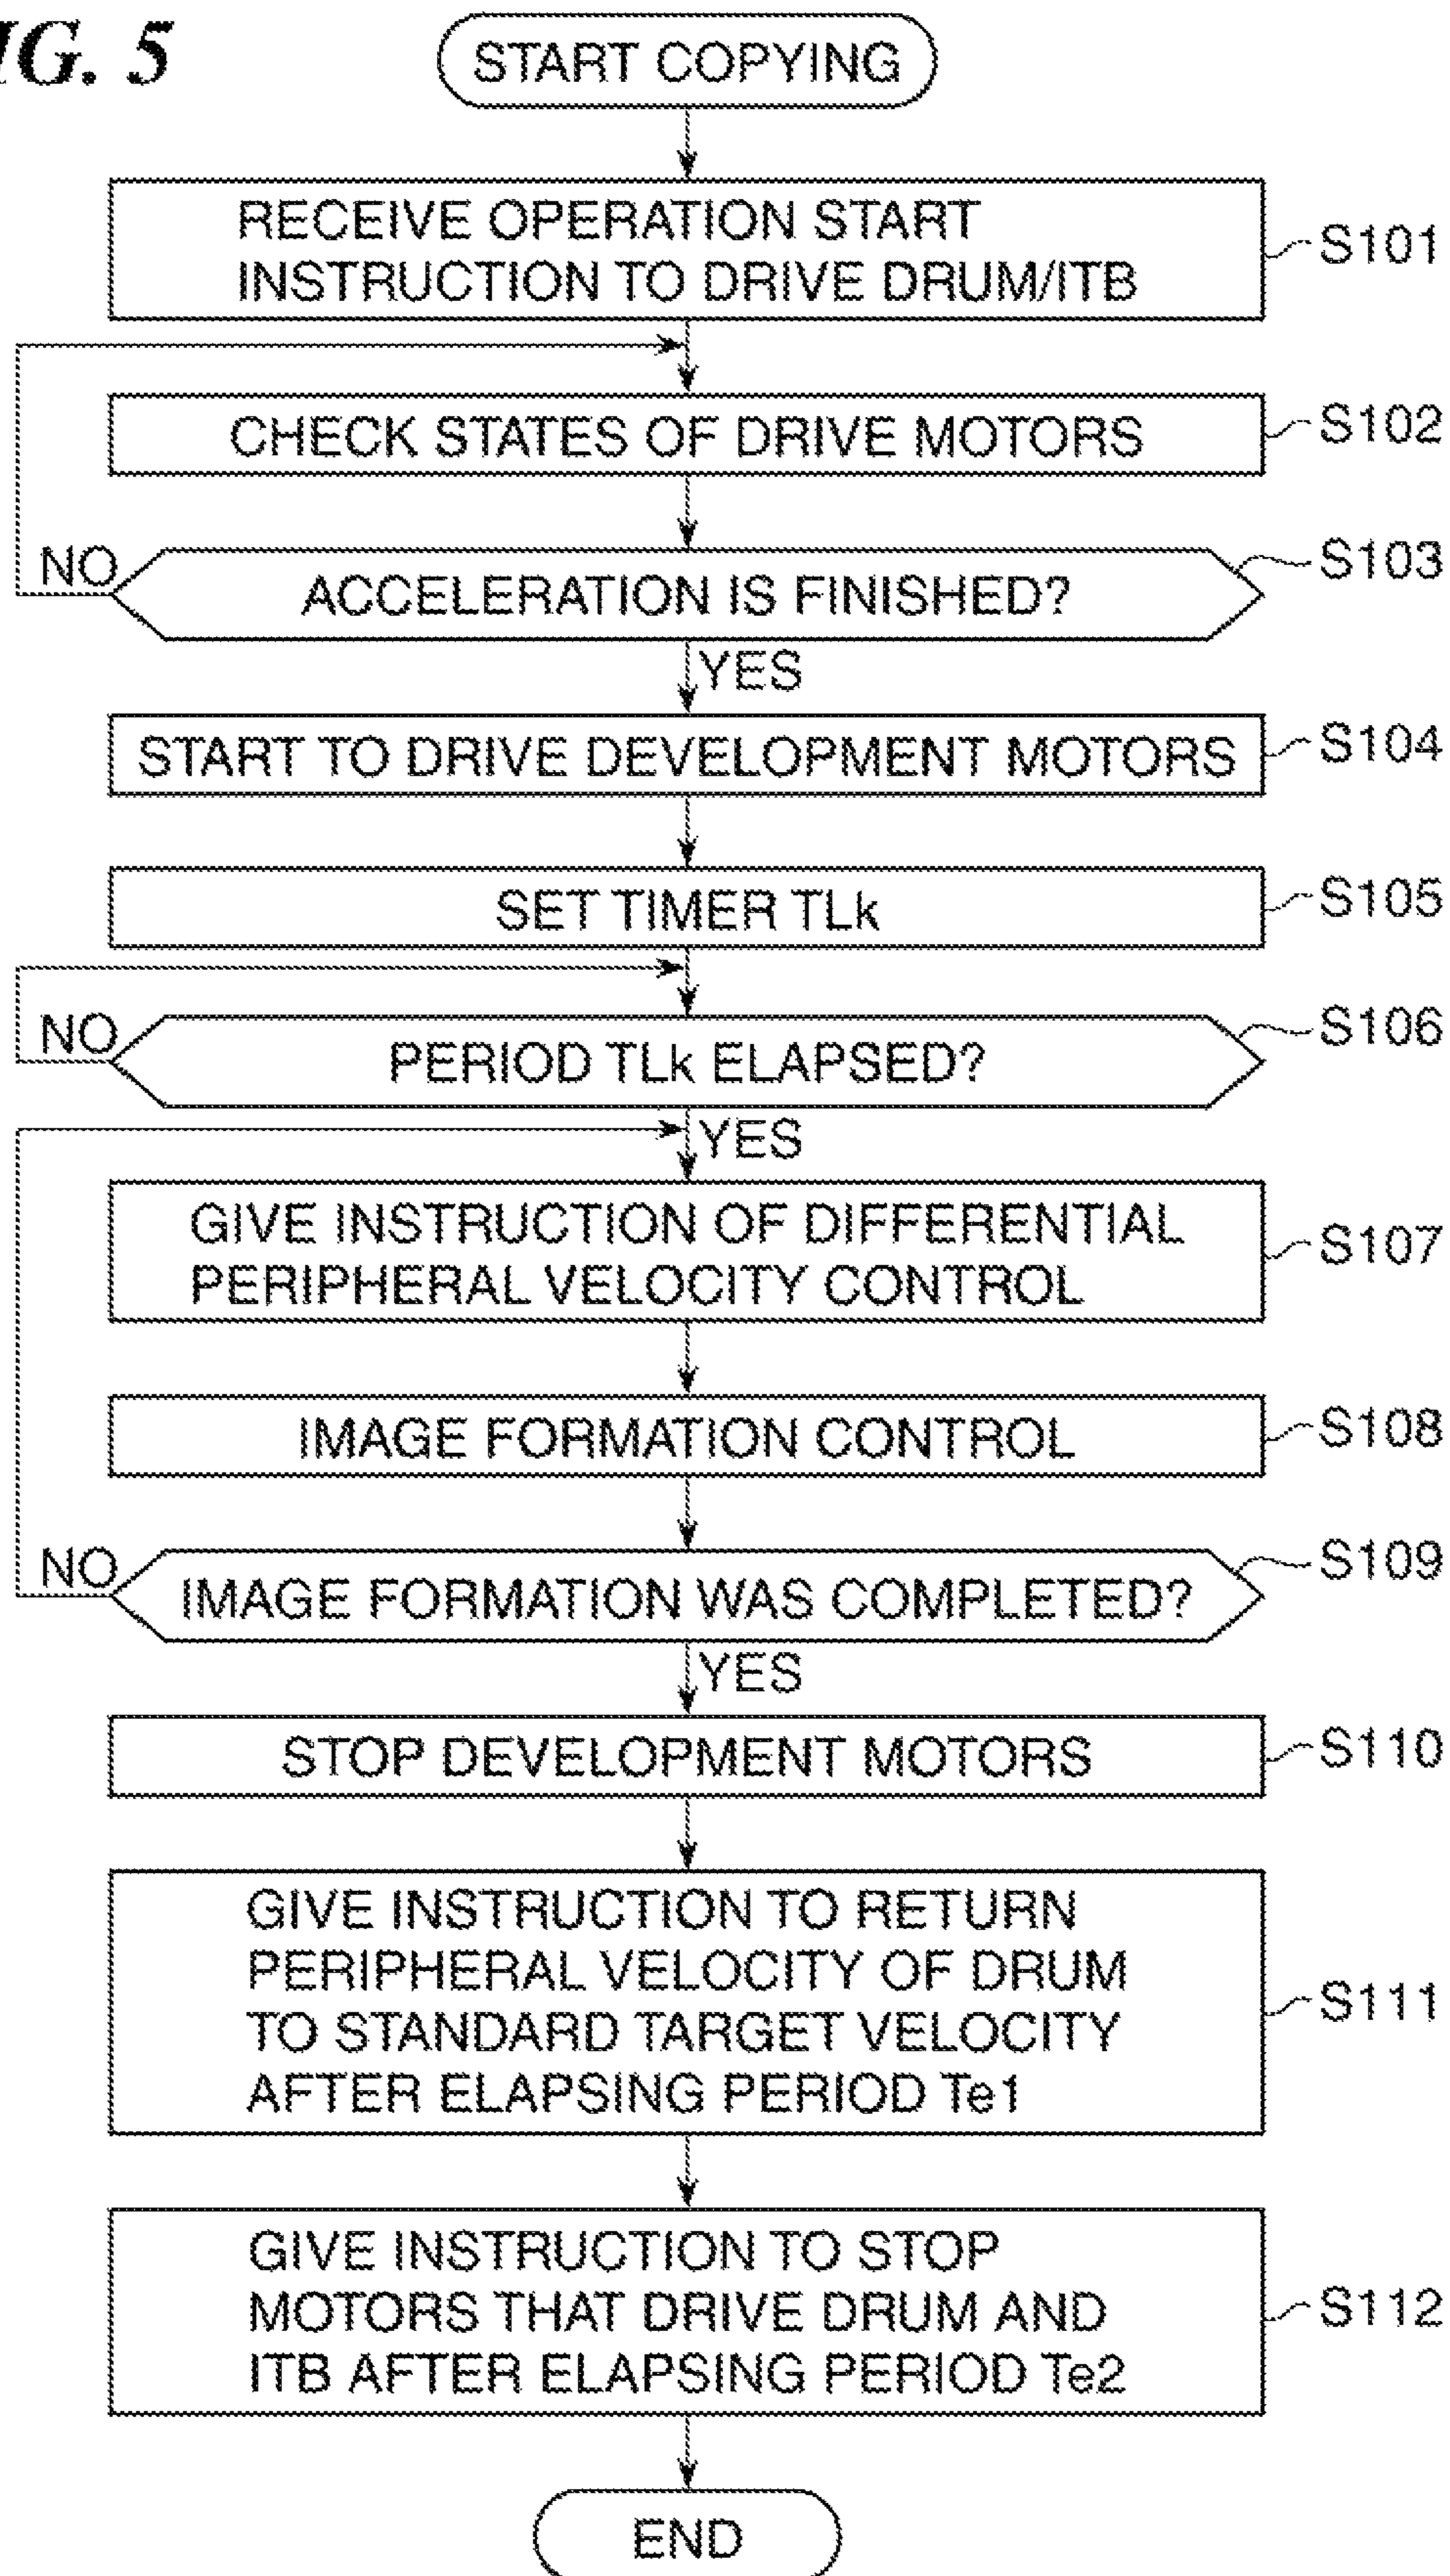 IG. 5
START COPYING
RECEIVE OPERATION START
INSTRUCTION TO DRIVE DRUM/ITB
S101
CHECK STATES OF DRIVE MOTORS
S102
NO
ACCELERATION IS FINISHED?
S103
YES
START TO DRIVE DEVELOPMENT MOTORS
S104
SET TIMER TLk
S105
NO
PERIOD TLk ELAPSED?
S106
YES
GIVE INSTRUCTION OF DIFFERENTIAL
PERIPHERAL VELOCITY CONTROL
S107
IMAGE FORMATION CONTROL
S108
NO
IMAGE FORMATION WAS COMPLETED?
S109
YES
STOP DEVELOPMENT MOTORS
S110
GIVE INSTRUCTION TO RETURN
PERIPHERAL VELOCITY OF DRUM
TO STANDARD TARGET VELOCITY
AFTER ELAPSING PERIOD Te1
S111
GIVE INSTRUCTION TO STOP
MOTORS THAT DRIVE DRUM AND
ITB AFTER ELAPSING PERIOD Te2
S112
END